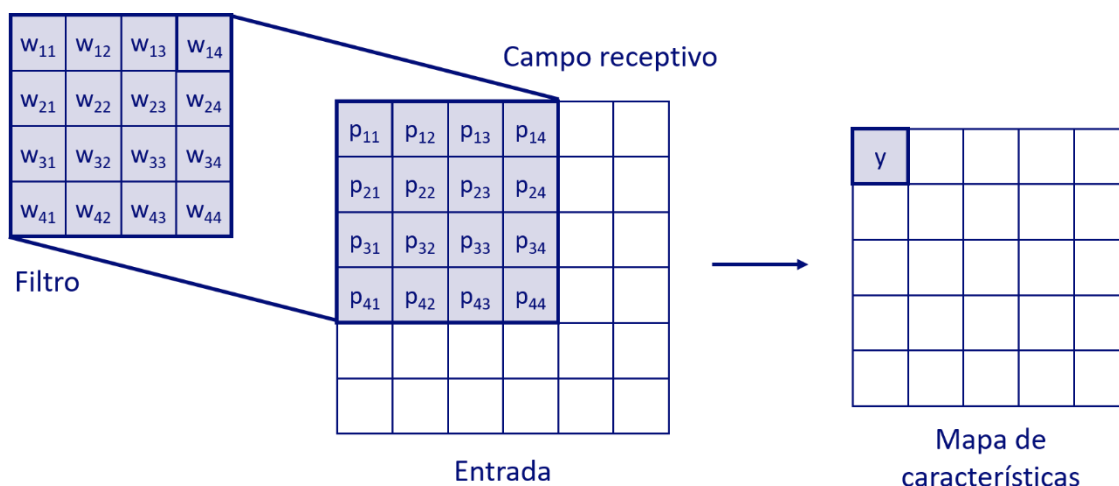 w11 w12 w13 w14
w21 w22 w23 w24
w31 w32 w33 w34
w41 w42 w43 w44
Filtro
Campo receptivo
p11 p12 p13 p14
p21 p22 p23 p24
p31 p32 p33 p34
p41 p42 p43 p44
Entrada
y
Mapa de
características